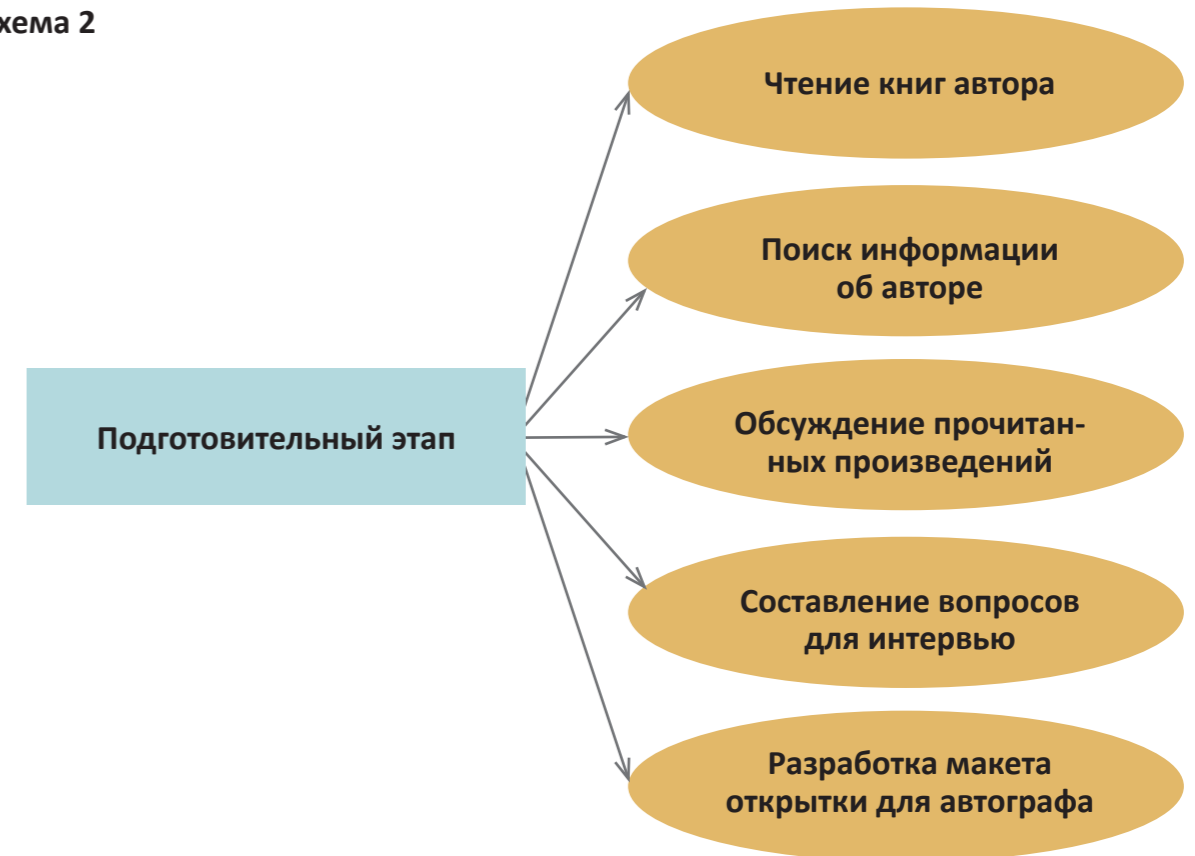 хема 2
Чтение книг автора
Поиск информации
об авторе
Подготовительный этап
Обсуждение прочитан-
ных произведений
Составление вопросов
для интервью
Разработка макета
открытки для автографа